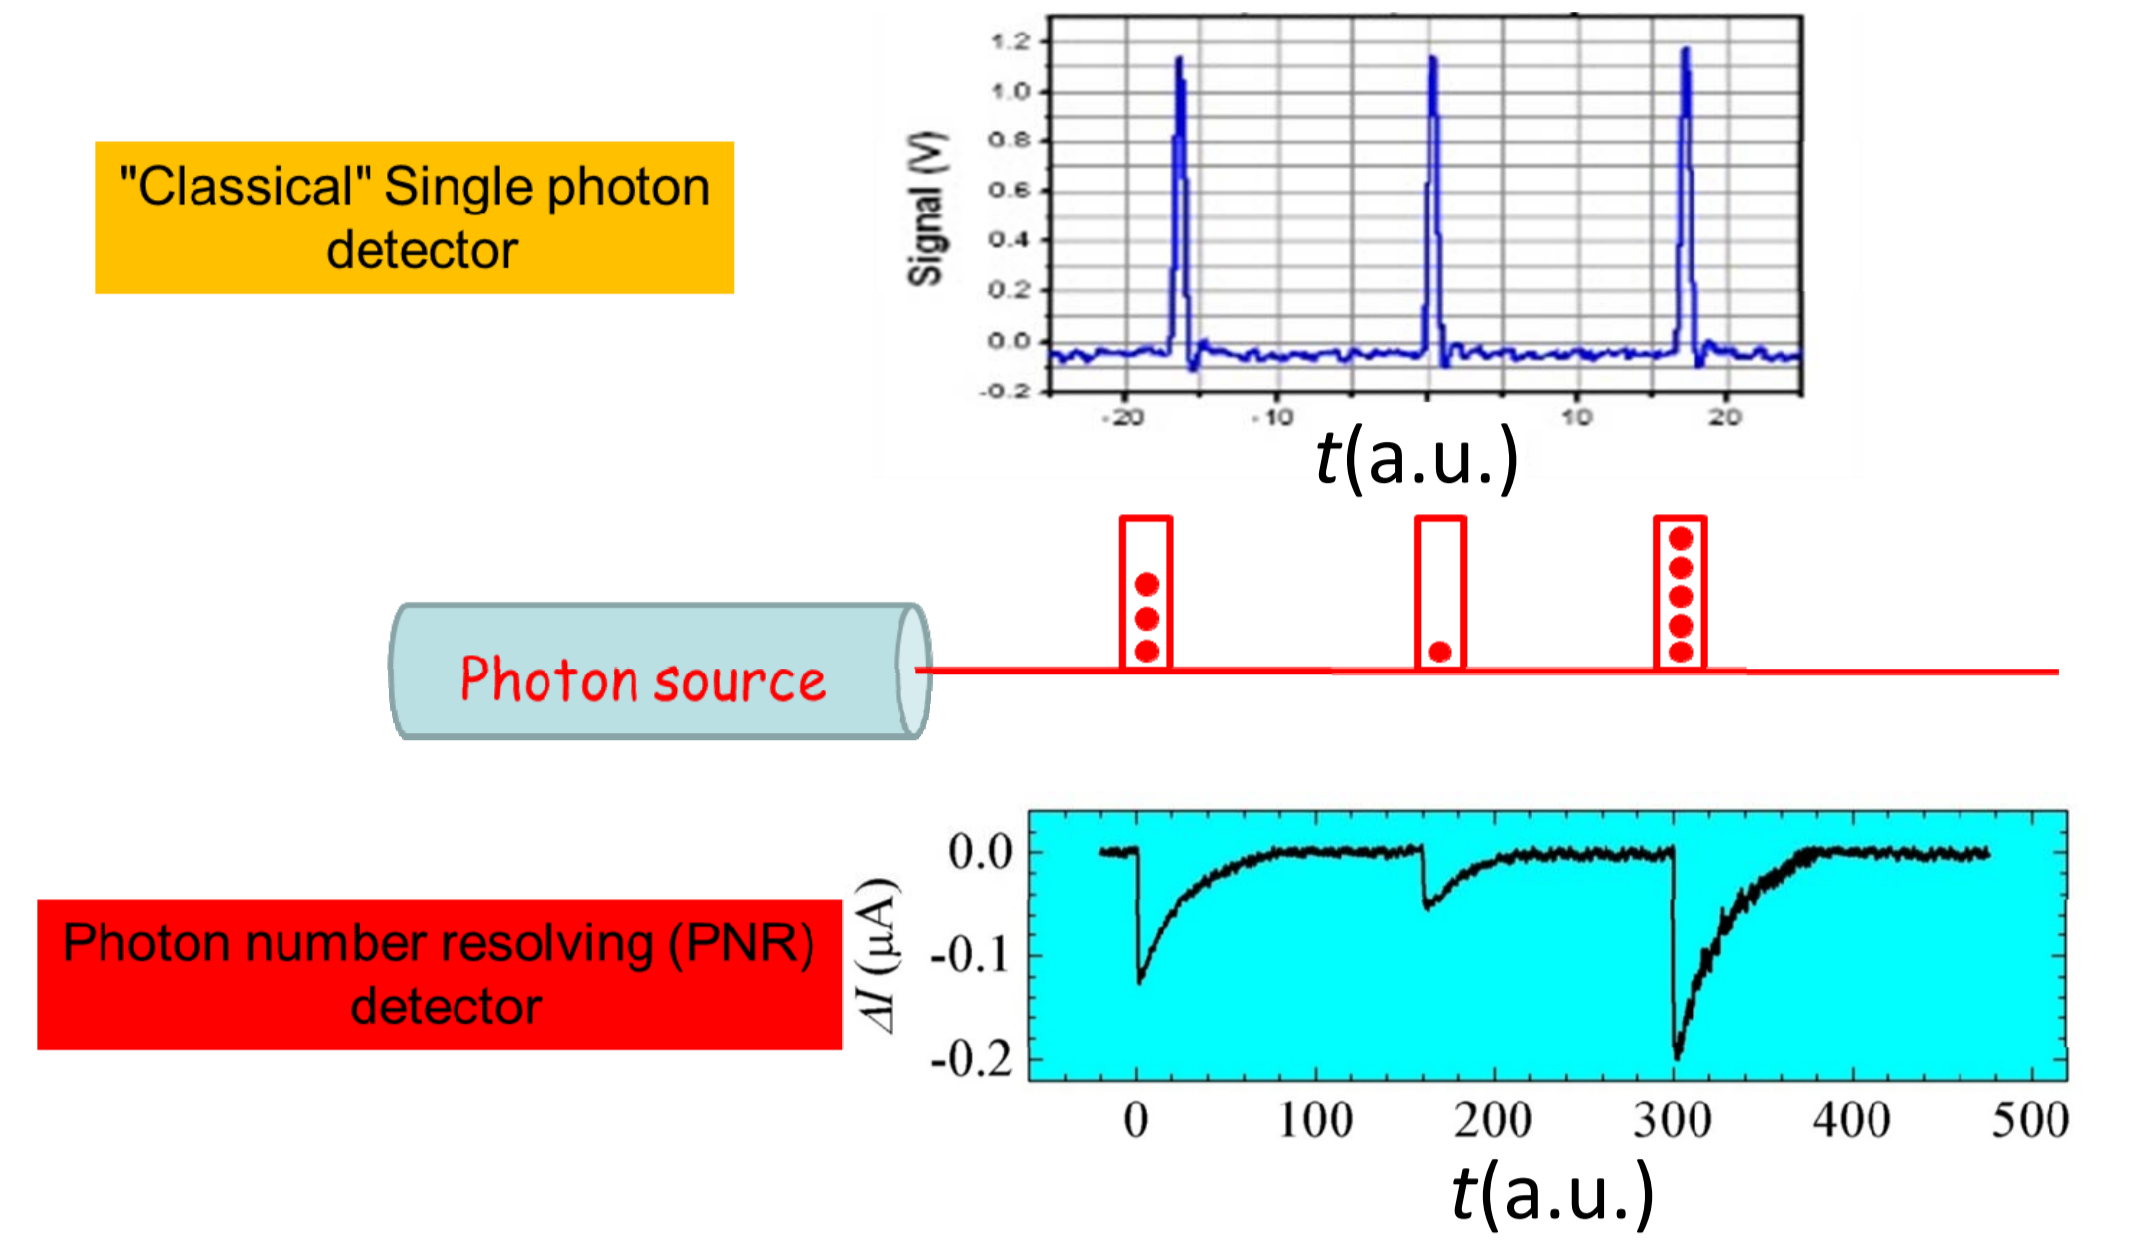 "Classical" Single photon
detector
Signal (V)
1.2
1.0
0.8
0.6
0.4
0.2
0.0
-0.2
-20
-10
10
20
t(a.u.)
Photon source
Photon number resolving (PNR)
detector
ΔI (μA)
0.0
-0.1
-0.2
0
100
200
300
400
500
t(a.u.)